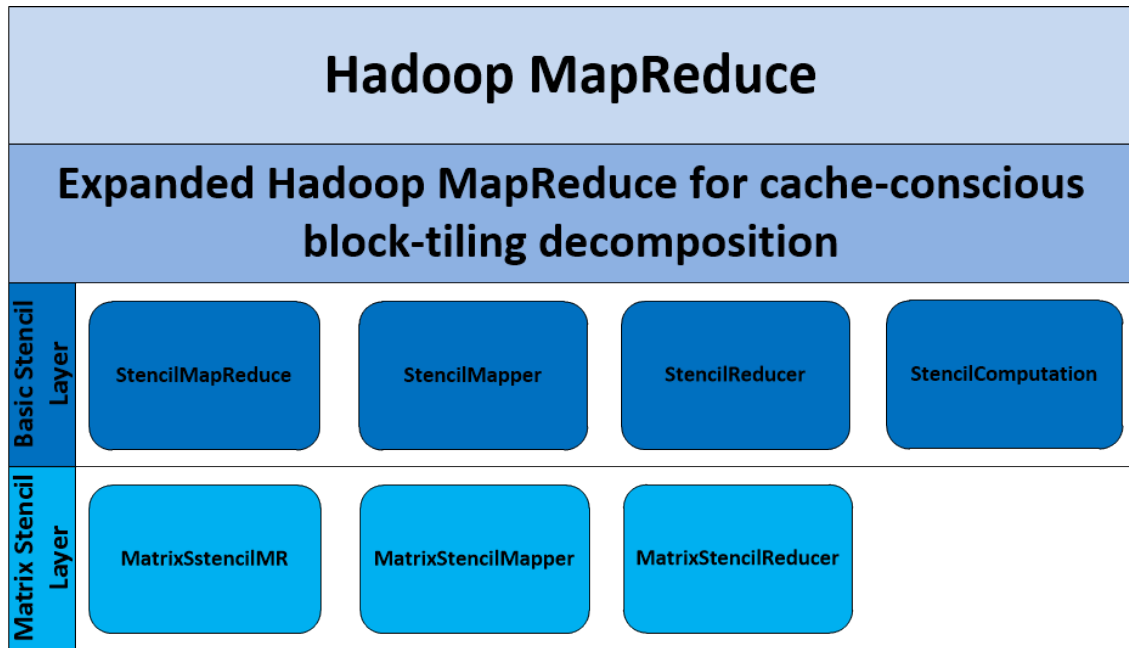 Hadoop MapReduce
Expanded Hadoop MapReduce for cache-conscious
block-tiling decomposition
Basic Stencil
Layer
StencilMapReduce
StencilMapper
StencilReducer
StencilComputation
Matrix Stencil
Layer
MatrixSstencilMR
MatrixStencilMapper
MatrixStencilReducer